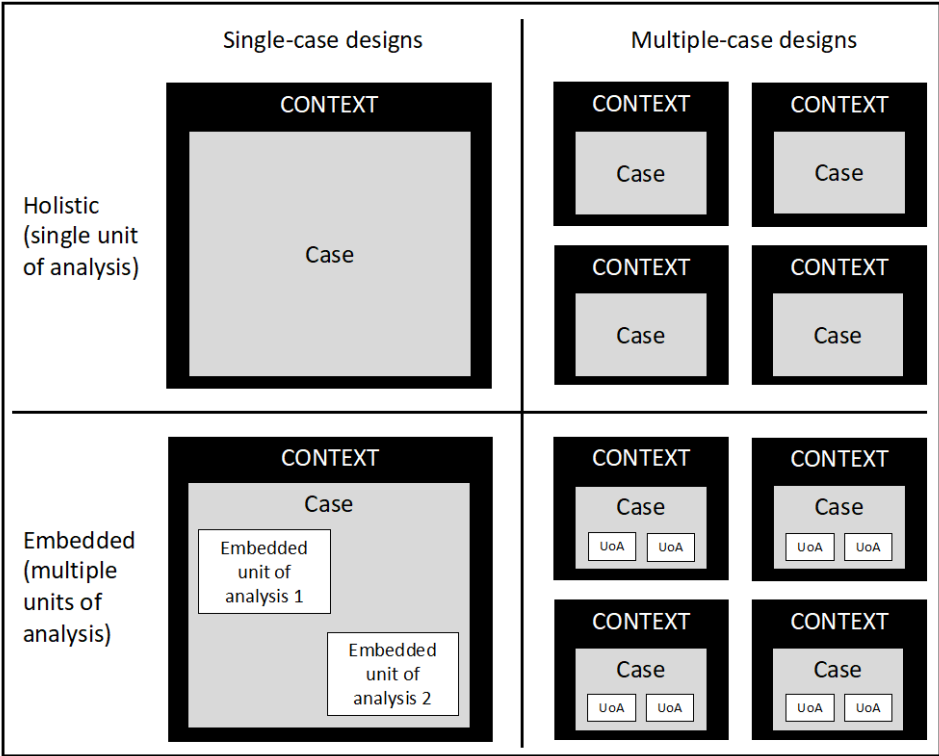 Single-case designs
Multiple-case designs
Holistic
(single unit
of analysis)
CONTEXT
Case
CONTEXT
Case
CONTEXT
Case
CONTEXT
Case
CONTEXT
Case
Embedded
(multiple
units of
analysis)
CONTEXT
Case
Embedded
unit of
analysis 1
Embedded
unit of
analysis 2
CONTEXT
Case
UoA
UoA
CONTEXT
Case
UoA
UoA
CONTEXT
Case
UoA
UoA
CONTEXT
Case
UoA
UoA